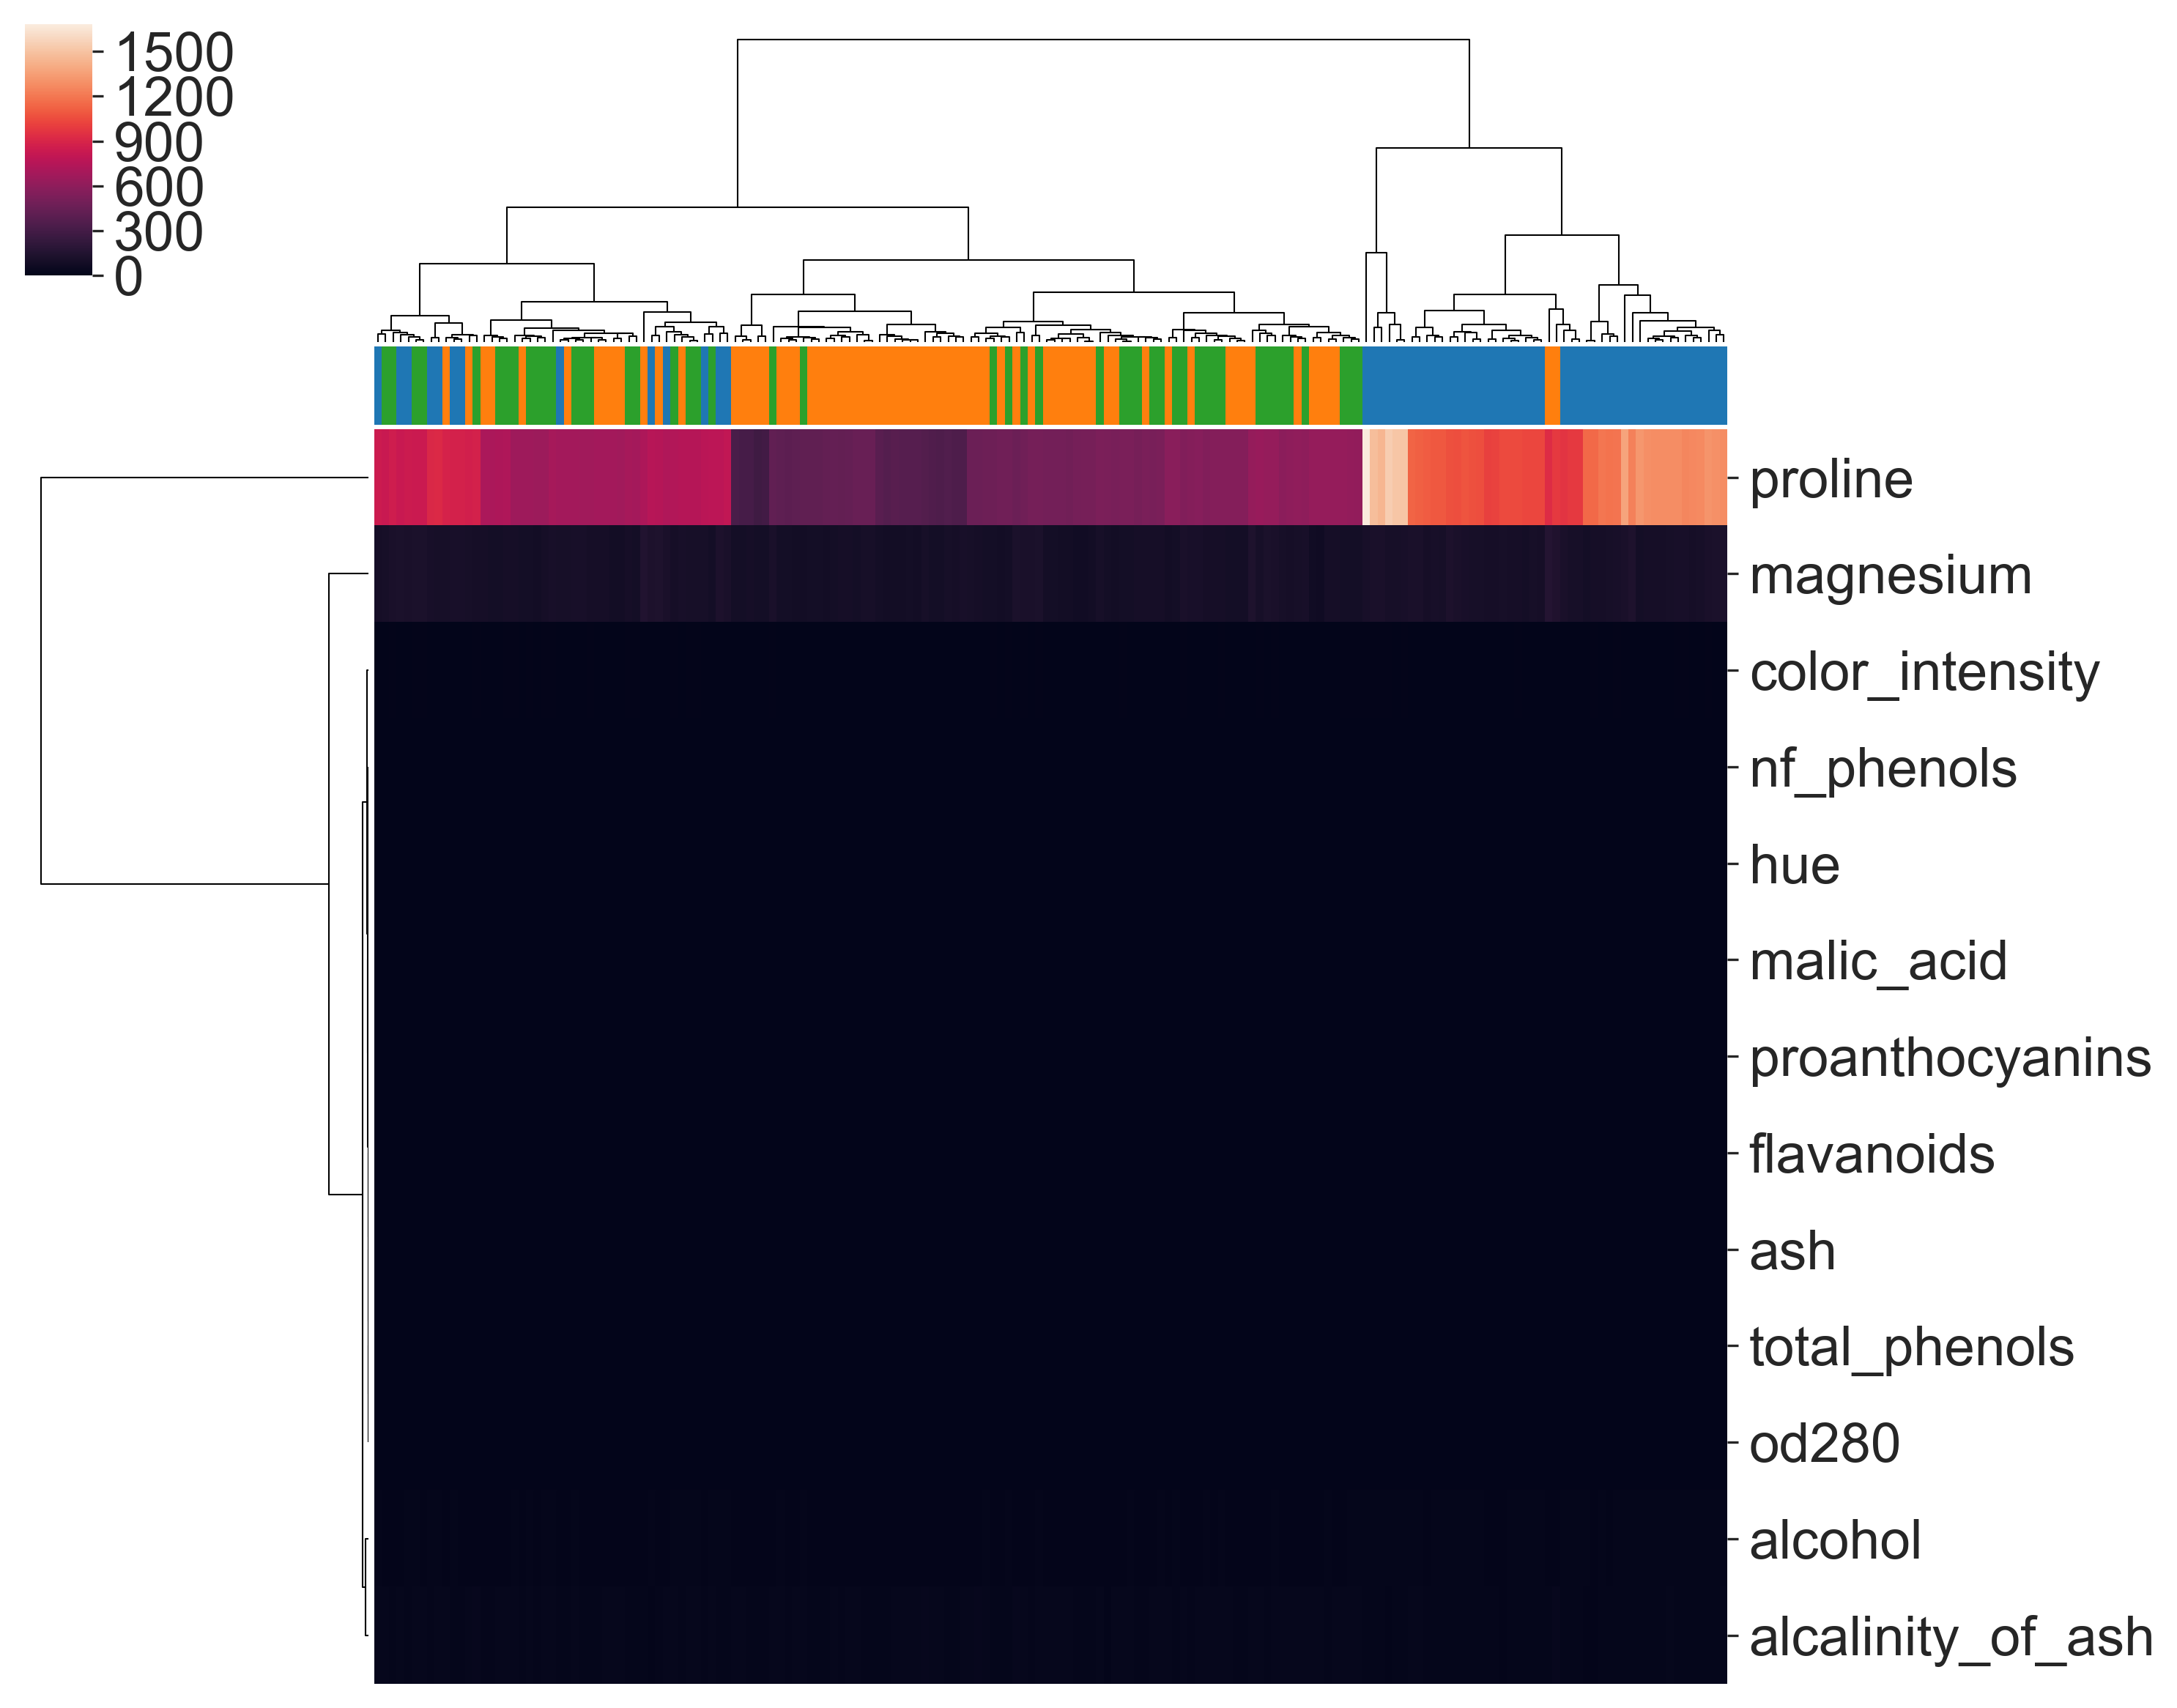 1500
1200
900
600
300
0
proline
magnesium
color_intensity
nf_phenols
hue
malic_acid
proanthocyanins
flavanoids
ash
total_phenols
od280
alcohol
alcalinity_of_ash